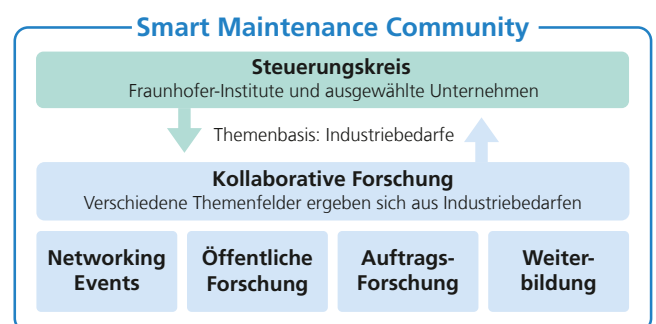 Smart Maintenance Community
Steuerungskreis
Fraunhofer-Institute und ausgewählte Unternehmen
Themenbasis: Industriebedarfe
Kollaborative Forschung
Verschiedene Themenfelder ergeben sich aus Industriebedarfen
Networking
Events
Öffentliche
Forschung
Auftrags-
Forschung
Weiter-
bildung